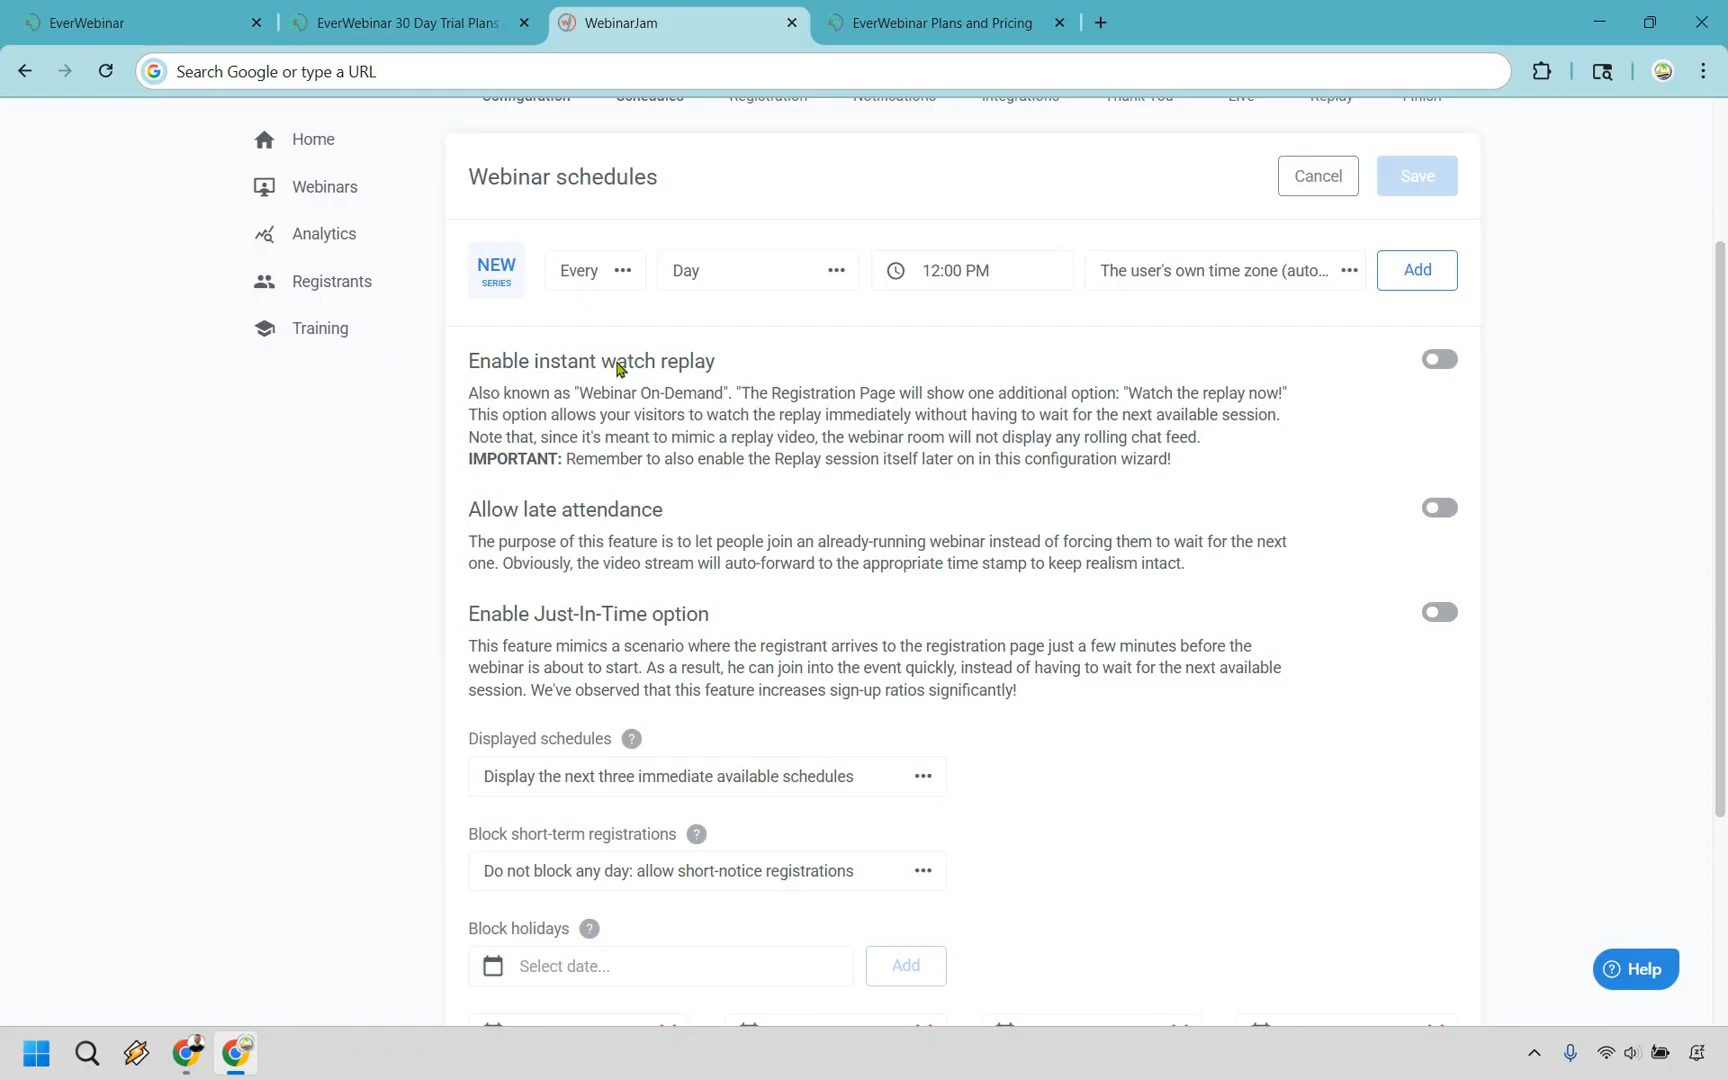 EverWebinar
EverWebinar 30 Day Trial Plans
WebinarJam
EverWebinar Plans and Pricing
Search Google or type a URL
Configuration Schedules Registration Notifications Integrations Thank You Live Replay Finish
Home
Webinars
Analytics
Registrants
Training
Webinar schedules
Cancel
Save
NEW
SERIES
Every
Day
12:00 PM
The user's own time zone (auto...
Add
Enable instant watch replay
Also known as "Webinar On-Demand". "The Registration Page will show one additional option: "Watch the replay now!"
This option allows your visitors to watch the replay immediately without having to wait for the next available session.
Note that, since it's meant to mimic a replay video, the webinar room will not display any rolling chat feed.
IMPORTANT: Remember to also enable the Replay session itself later on in this configuration wizard!
Allow late attendance
The purpose of this feature is to let people join an already-running webinar instead of forcing them to wait for the next
one. Obviously, the video stream will auto-forward to the appropriate time stamp to keep realism intact.
Enable Just-In-Time option
This feature mimics a scenario where the registrant arrives to the registration page just a few minutes before the
webinar is about to start. As a result, he can join into the event quickly, instead of having to wait for the next available
session. We've observed that this feature increases sign-up ratios significantly!
Displayed schedules ?
Display the next three immediate available schedules
Block short-term registrations ?
Do not block any day: allow short-notice registrations
Block holidays ?
Select date...
Add
Help